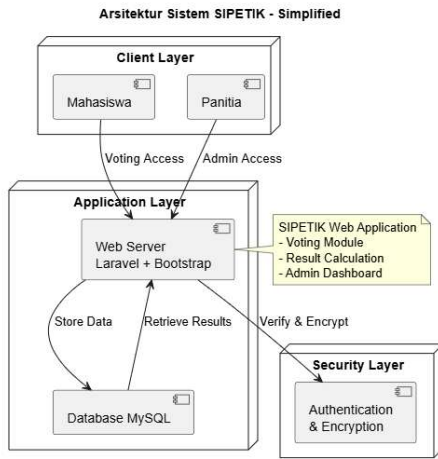 Arsitektur Sistem SIPETIK - Simplified
Client Layer
Mahasiswa
Panitia
Voting Access
Admin Access
Application Layer
Web Server
Laravel + Bootstrap
SIPETIK Web Application
- Voting Module
- Result Calculation
- Admin Dashboard
Store Data
Retrieve Results
Verify & Encrypt
Security Layer
Database MySQL
Authentication
& Encryption